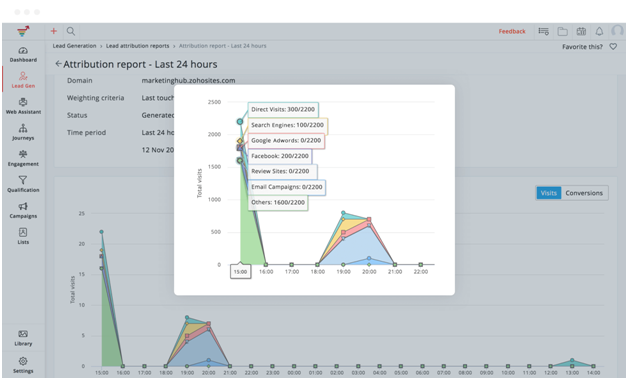 Feedback
Lead Generation › Lead attribution reports › Attribution report - Last 24 hours
Favorite this?
Attribution report - Last 24 hours
Dashboard
Lead Gen
Web Assistant
Journeys
Engagement
Qualification
Campaigns
Lists
Library
Settings
Domain marketinghub.zohosites.com
Weighting criteria Last touch
Status Generated
Time period Last 24 ho
12 Nov 20
Visits Conversions
2500
2000
1500
1000
500
0
Total visits
Direct Visits: 300/2200
Search Engines: 100/2200
Google Adwords: 0/2200
Facebook: 200/2200
Review Sites: 0/2200
Email Campaigns: 0/2200
Others: 1600/2200
15:00 16:00 17:00 18:00 19:00 20:00 21:00 22:00
25
20
15
10
5
0
Total visits
15:00 16:00 17:00 18:00 19:00 20:00 21:00 22:00 23:00 00:00 01:00 02:00 03:00 04:00 05:00 06:00 07:00 08:00 09:00 10:00 11:00 12:00 13:00 14:00